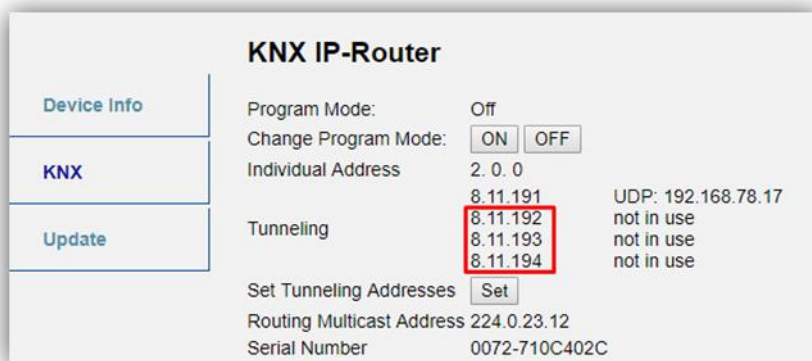 KNX IP-Router
Device Info
KNX
Update
Program Mode: Off
Change Program Mode: ON OFF
Individual Address 2. 0. 0
Tunneling
8.11.191 UDP: 192.168.78.17
8.11.192 not in use
8.11.193 not in use
8.11.194 not in use
Set Tunneling Addresses Set
Routing Multicast Address 224.0.23.12
Serial Number 0072-710C402C